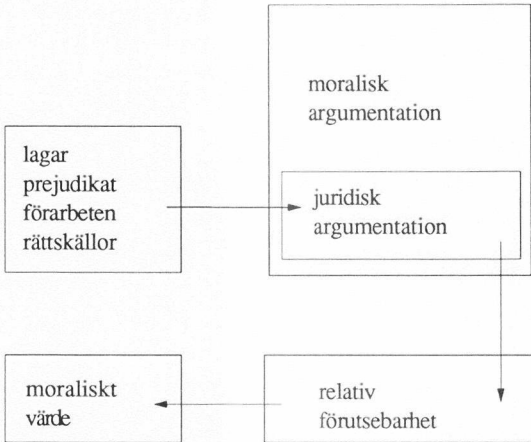 moralisk
argumentation
lagar
prejudikat
förarbeten
rättskällor
juridisk
argumentation
moraliskt
värde
relativ
förutsebarhet